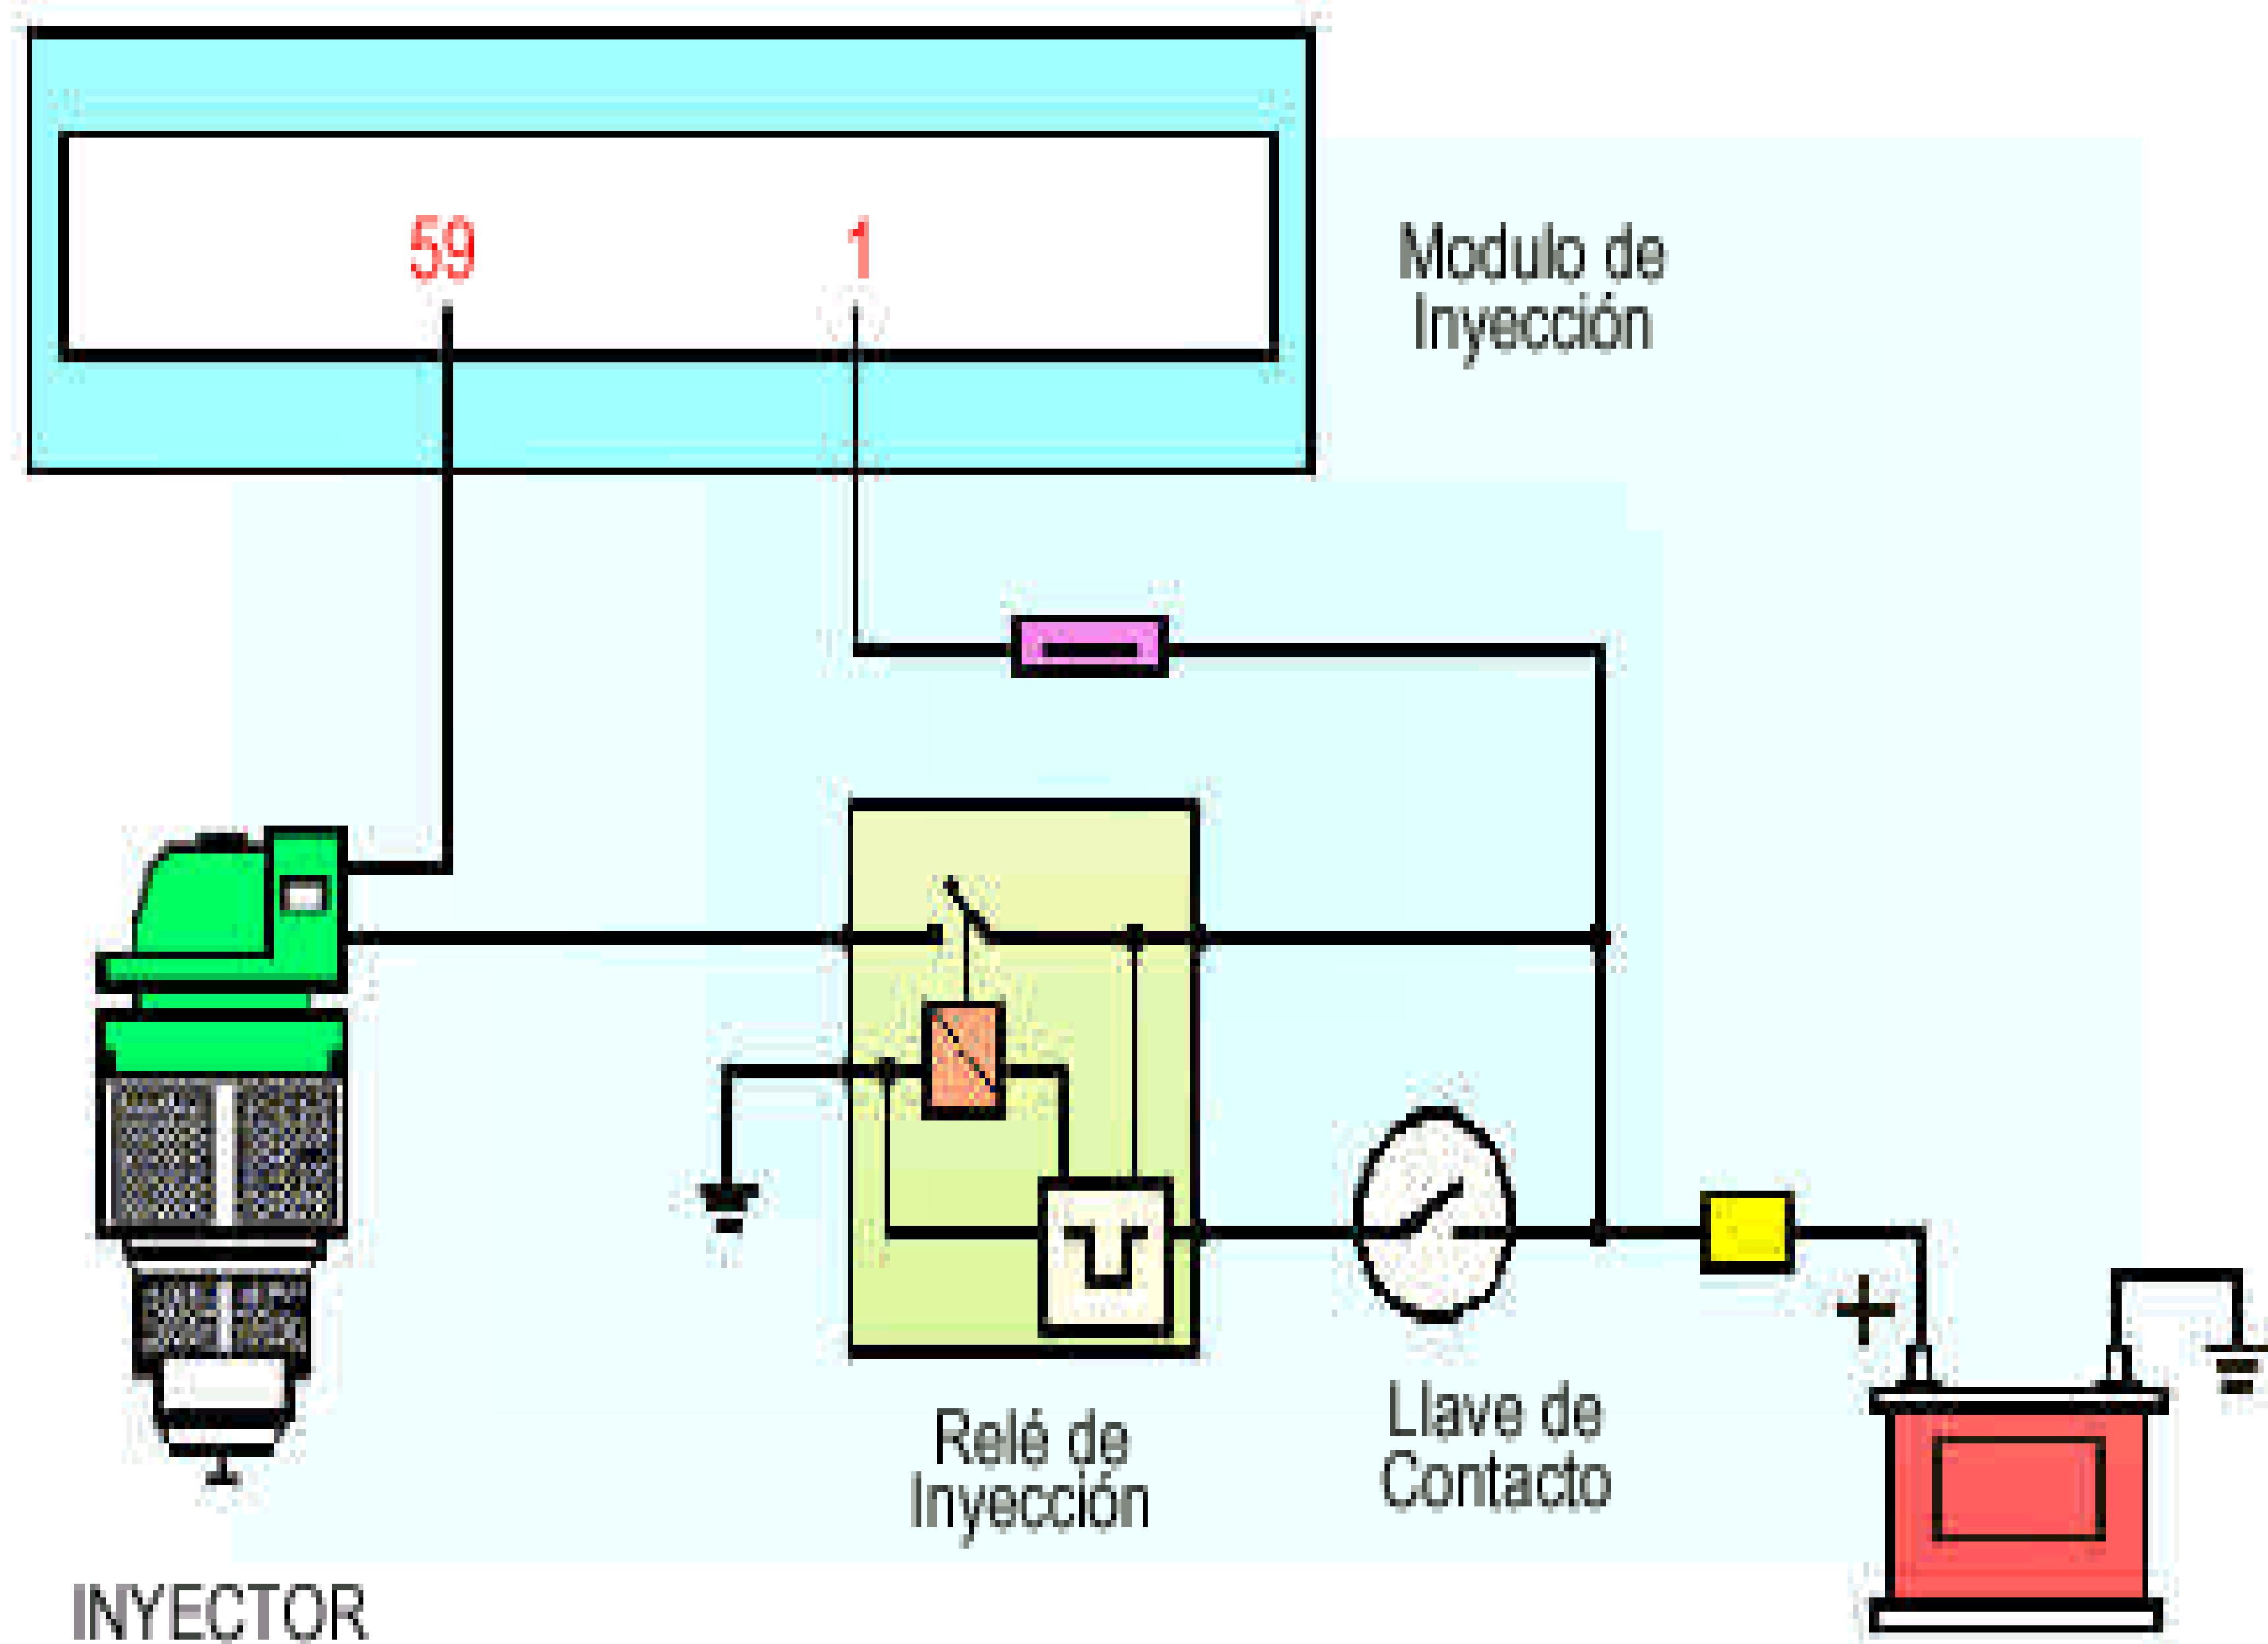 59
1
Modulo de
Inyección
+
Relé de
Inyección
Llave de
Contacto
INYECTOR